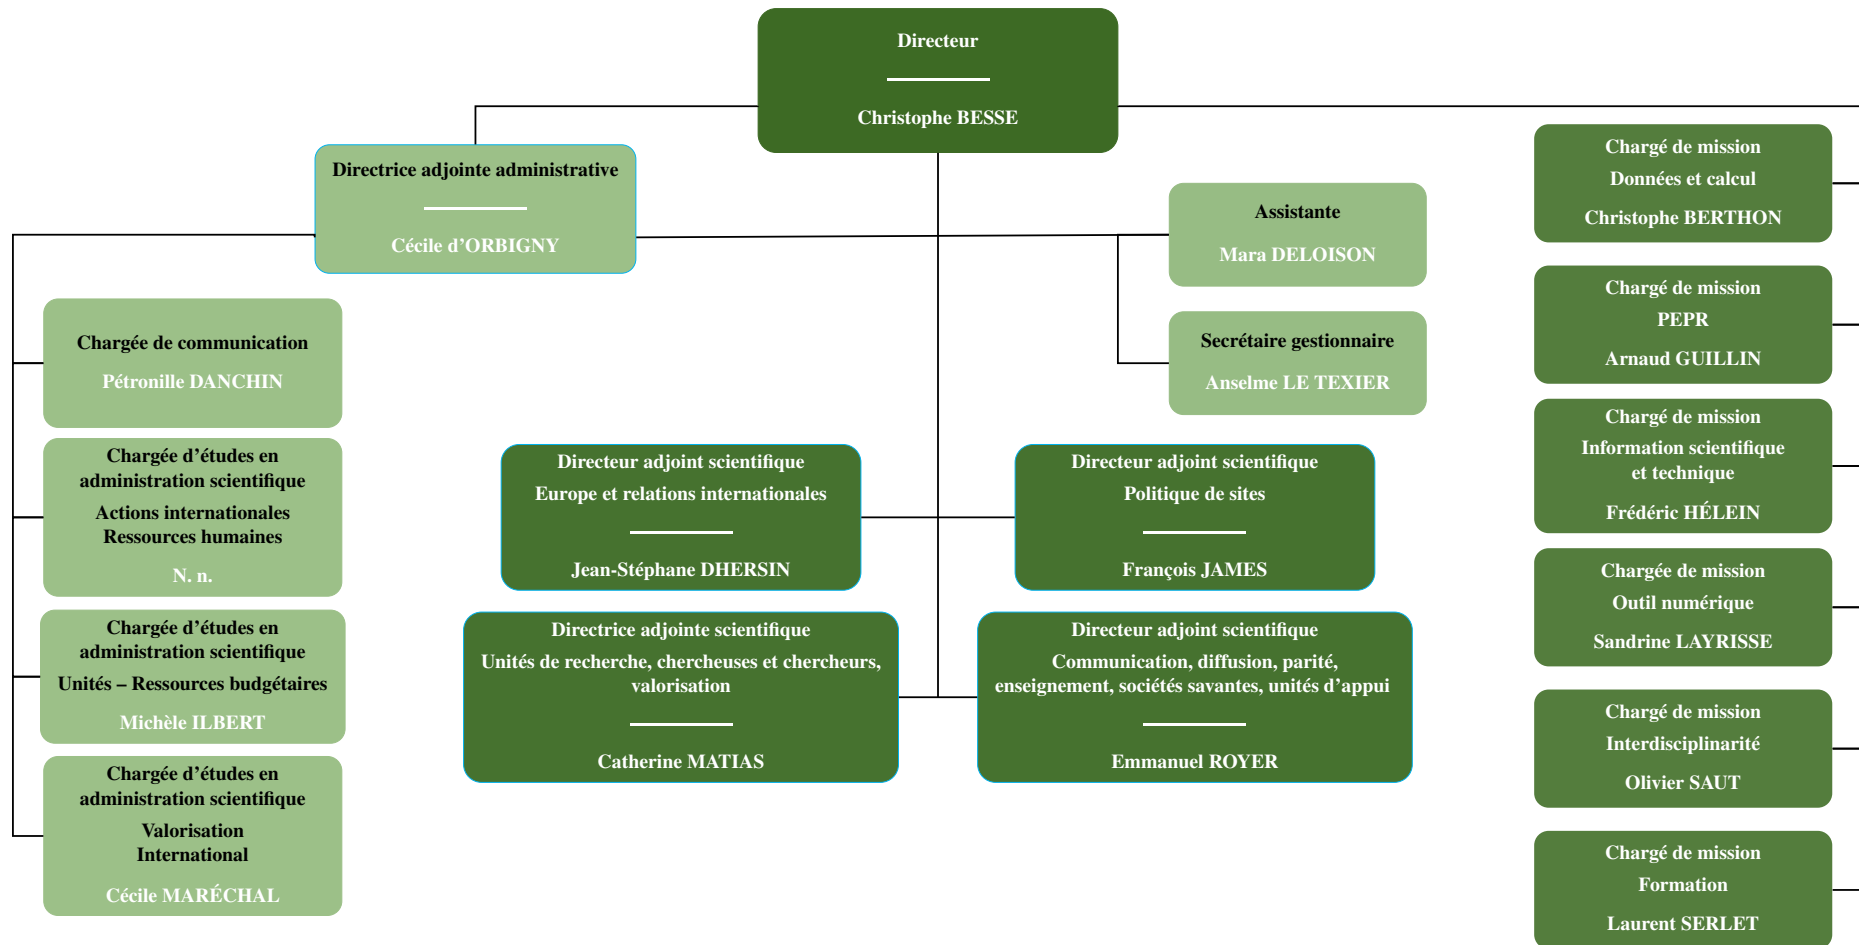 Directeur
Christophe BESSE
Directrice adjointe administrative
Cécile d’ORBIGNY
Assistante
Mara DELOISON
Secrétaire gestionnaire
Anselme LE TEXIER
Chargée de communication
Pétronille DANCHIN
Chargée d’études en
administration scientifique
Actions internationales
Ressources humaines
N. n.
Chargée d’études en
administration scientifique
Unités – Ressources budgétaires
Michèle ILBERT
Chargée d’études en
administration scientifique
Valorisation
International
Cécile MARÉCHAL
Directeur adjoint scientifique
Europe et relations internationales
Jean-Stéphane DHERSIN
Directeur adjoint scientifique
Politique de sites
François JAMES
Directrice adjointe scientifique
Unités de recherche, chercheuses et chercheurs,
valorisation
Catherine MATIAS
Directeur adjoint scientifique
Communication, diffusion, parité,
enseignement, sociétés savantes, unités d’appui
Emmanuel ROYER
Chargé de mission
Données et calcul
Christophe BERTHON
Chargé de mission
PEPR
Arnaud GUILLIN
Chargé de mission
Information scientifique
et technique
Frédéric HÉLEIN
Chargée de mission
Outil numérique
Sandrine LAYRISSE
Chargé de mission
Interdisciplinarité
Olivier SAUT
Chargé de mission
Formation
Laurent SERLET